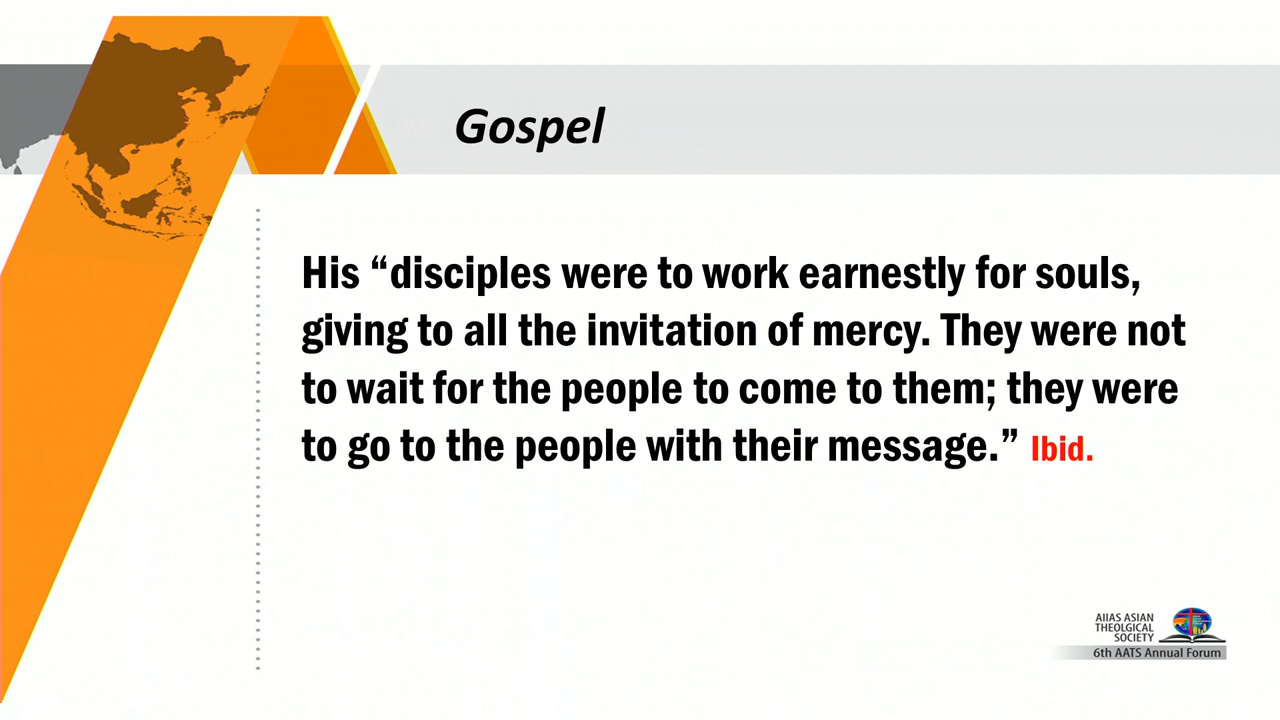 Gospel
His “disciples were to work earnestly for souls,
giving to all the invitation of mercy. They were not
to wait for the people to come to them; they were
to go to the people with their message.” Ibid.
AIIAS ASIAN
THEOLGICAL
SOCIETY
6th AATS Annual Forum